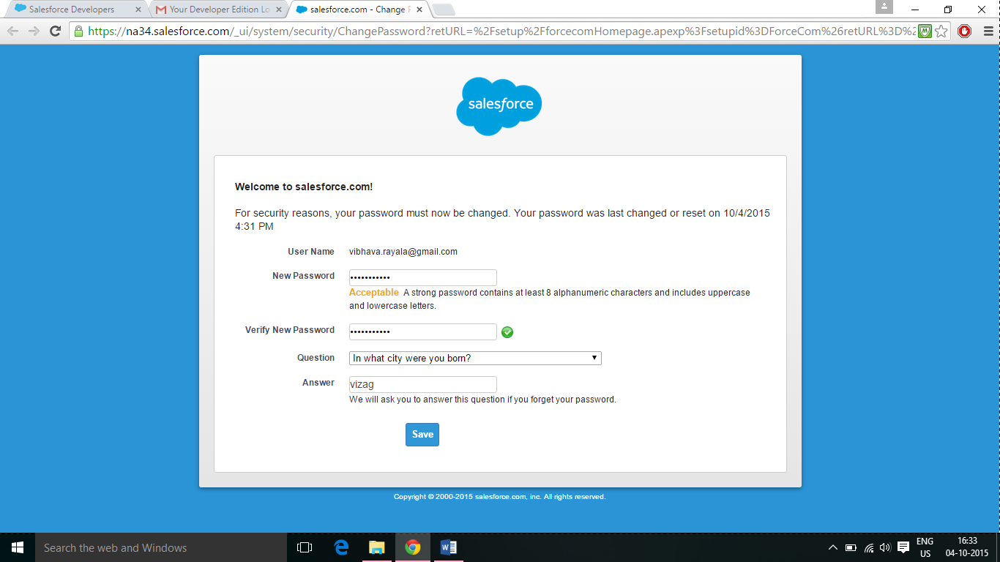 Salesforce Developers
Your Developer Edition Lo
salesforce.com - Change
https://na34.salesforce.com/_ui/system/security/ChangePassword?retURL=%2Fsetup%2FforcecomHomepage.apexp%3Fsetupid%3DForceCom%26retURL%3D%2
salesforce
Welcome to salesforce.com!
For security reasons, your password must now be changed. Your password was last changed or reset on 10/4/2015
4:31 PM
User Name vibhava.rayala@gmail.com
New Password •••••••••••
Acceptable A strong password contains at least 8 alphanumeric characters and includes uppercase
and lowercase letters.
Verify New Password •••••••••••
Question In what city were you born?
Answer vizag
We will ask you to answer this question if you forget your password.
Save
Copyright © 2000-2015 salesforce.com, inc. All rights reserved.
Search the web and Windows
ENG
US
16:33
04-10-2015